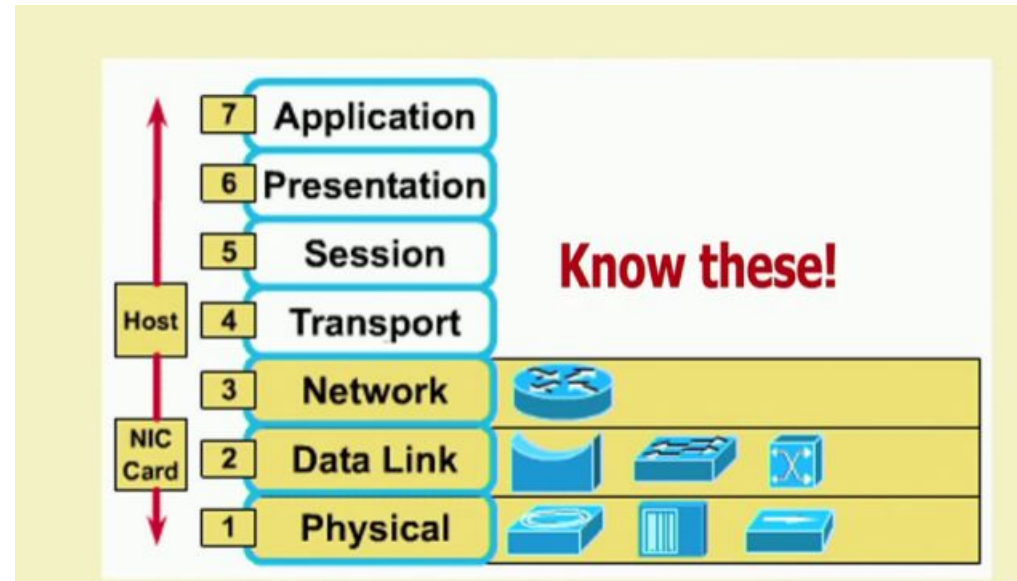 7 Application
6 Presentation
5 Session
Know these!
Host
4 Transport
3 Network
NIC
Card
2 Data Link
1 Physical